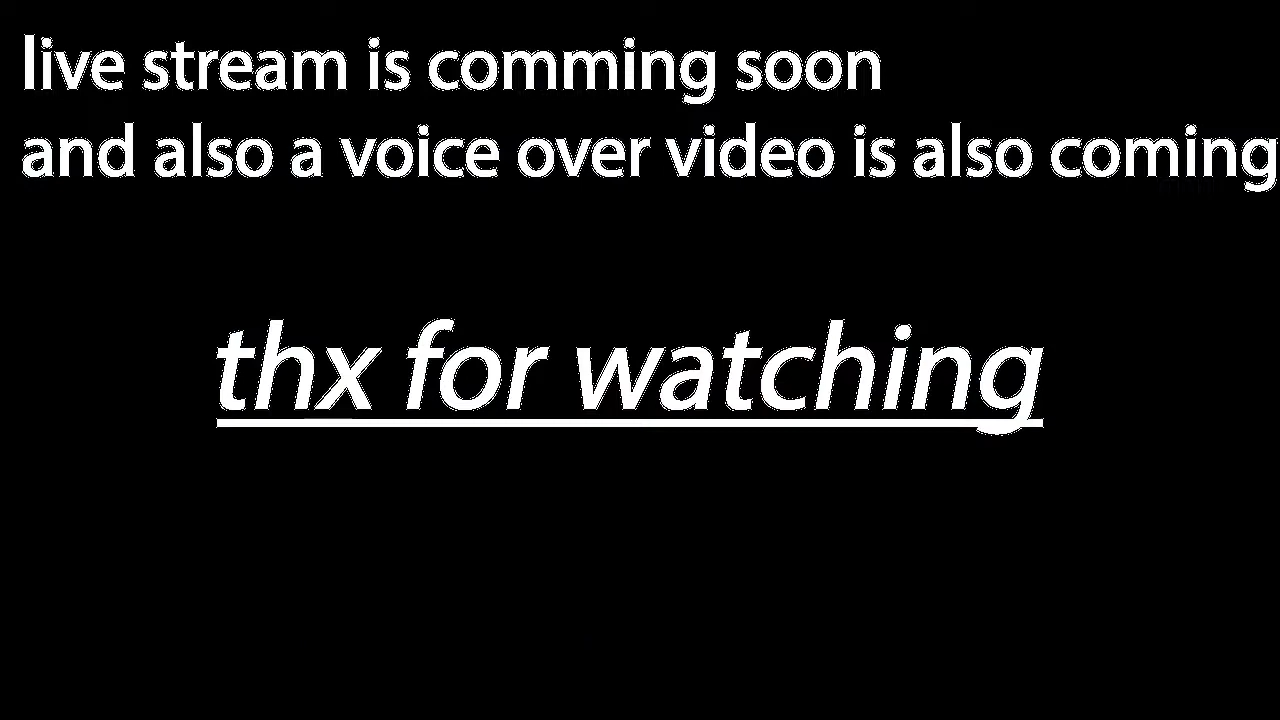 live stream is comming soon
and also a voice over video is also coming
thx for watching